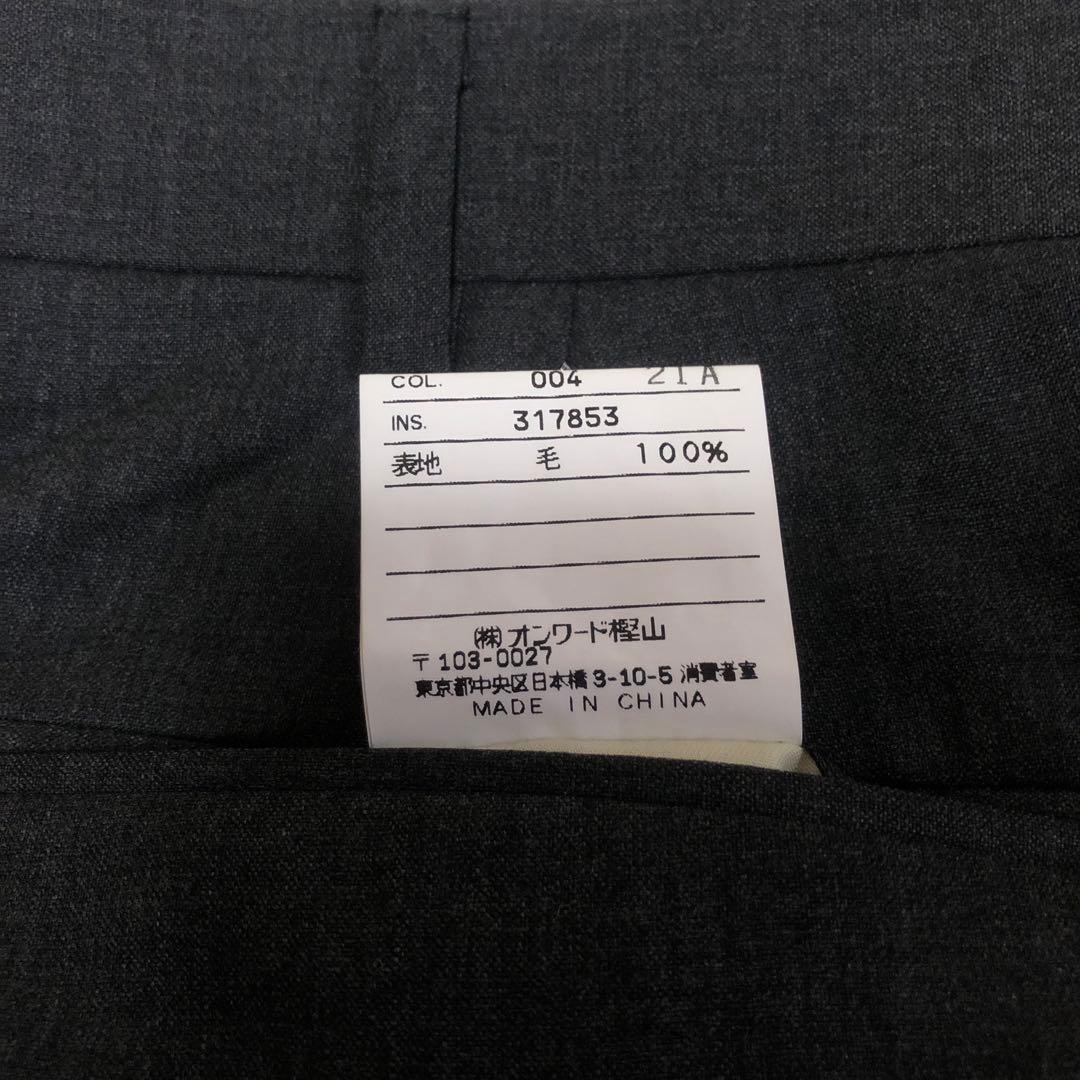 COL. 004 21A
INS. 317853
表地 毛 100%
㈱オンワード樫山
〒103-0027
東京都中央区日本橋3-10-5 消費者室
MADE IN CHINA